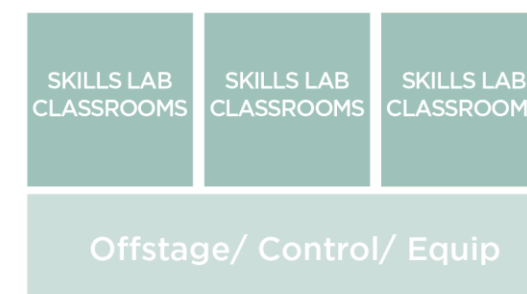 SKILLS LAB
CLASSROOMS
SKILLS LAB
CLASSROOMS
SKILLS LAB
CLASSROOM
Offstage/ Control/ Equip